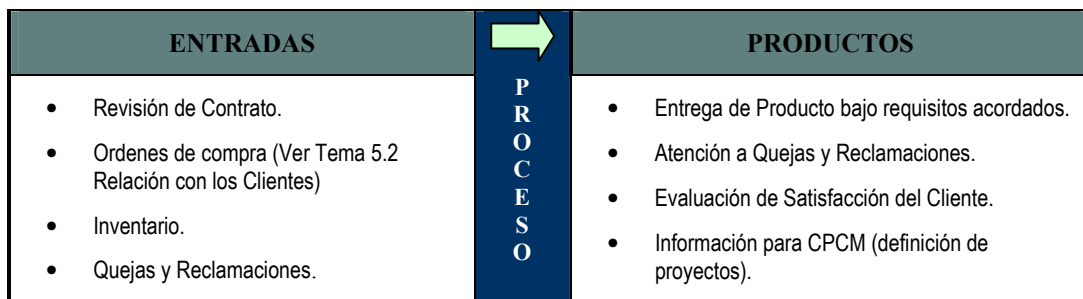 ENTRADAS
• Revisión de Contrato.
• Ordenes de compra (Ver Tema 5.2
Relación con los Clientes)
• Inventario.
• Quejas y Reclamaciones.
P
R
O
C
E
S
O
PRODUCTOS
• Entrega de Producto bajo requisitos acordados.
• Atención a Quejas y Reclamaciones.
• Evaluación de Satisfacción del Cliente.
• Información para CPCM (definición de
proyectos).